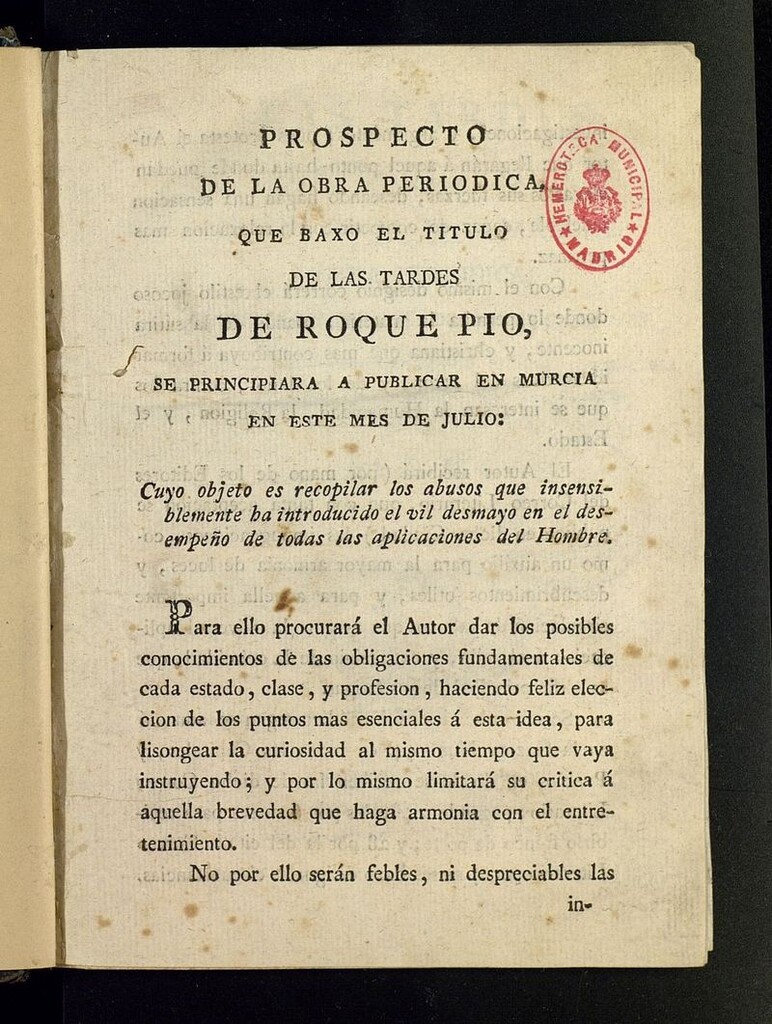 PROSPECTO
DE LA OBRA PERIODICA,
QUE BAXO EL TITULO
DE LAS TARDES
DE ROQUE PIO,
SE PRINCIPIARA A PUBLICAR EN MURCIA
EN ESTE MES DE JULIO:
Cuyo objeto es recopilar los abusos que insensi-
blemente ha introducido el vil desmayo en el des-
empeño de todas las aplicaciones del Hombre.
Para ello procurará el Autor dar los posibles
conocimientos de las obligaciones fundamentales de
cada estado, clase, y profesion, haciendo feliz elec-
cion de los puntos mas esenciales á esta idea, para
lisongear la curiosidad al mismo tiempo que vaya
instruyendo; y por lo mismo limitará su critica á
aquella brevedad que haga armonia con el entre-
tenimiento.
No por ello serán febles, ni despreciables las
in-
HEMEROTECA MUNICIPAL
★ MADRID ★